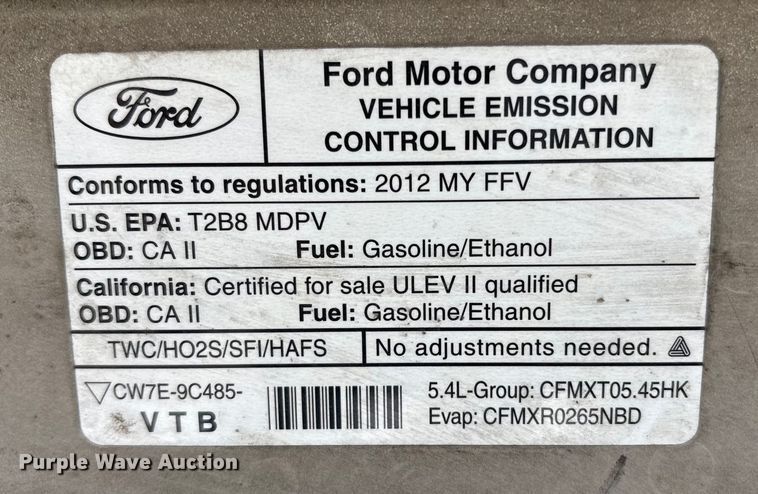 Ford
Ford Motor Company
VEHICLE EMISSION
CONTROL INFORMATION
Conforms to regulations: 2012 MY FFV
U.S. EPA: T2B8 MDPV
OBD: CA II Fuel: Gasoline/Ethanol
California: Certified for sale ULEV II qualified
OBD: CA II Fuel: Gasoline/Ethanol
TWC/HO2S/SFI/HAFS No adjustments needed.
CW7E-9C485-
VTB
5.4L-Group: CFMXT05.45HK
Evap: CFMXR0265NBD
Purple Wave Auction